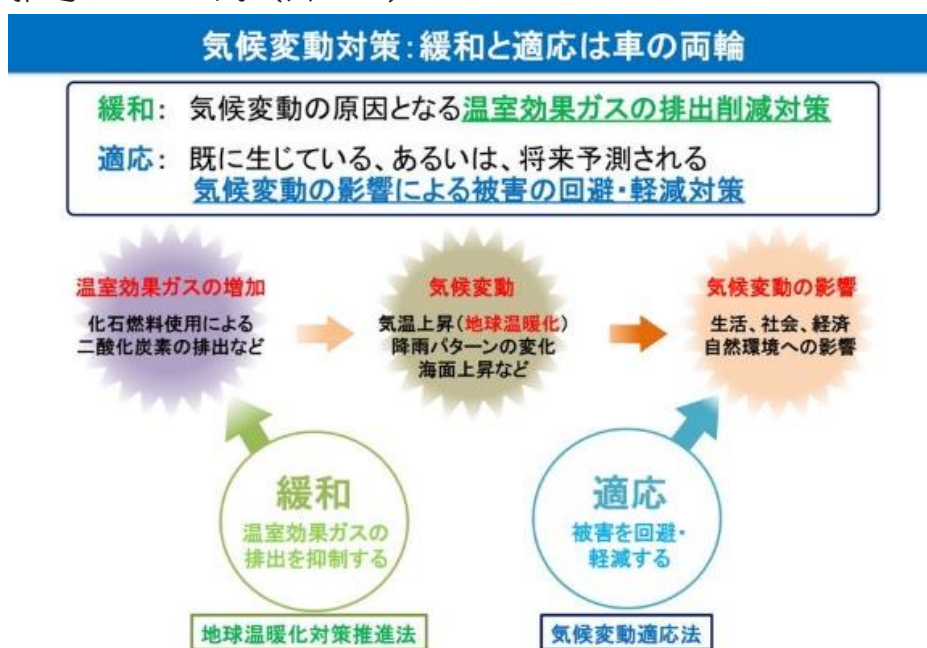 気候変動対策:緩和と適応は車の両輪
緩和: 気候変動の原因となる温室効果ガスの排出削減対策
適応: 既に生じている、あるいは、将来予測される
気候変動の影響による被害の回避・軽減対策
温室効果ガスの増加
化石燃料使用による
二酸化炭素の排出など
気候変動
気温上昇(地球温暖化)
降雨パターンの変化
海面上昇など
気候変動の影響
生活、社会、経済
自然環境への影響
緩和
温室効果ガスの
排出を抑制する
適応
被害を回避・
軽減する
地球温暖化対策推進法
気候変動適応法